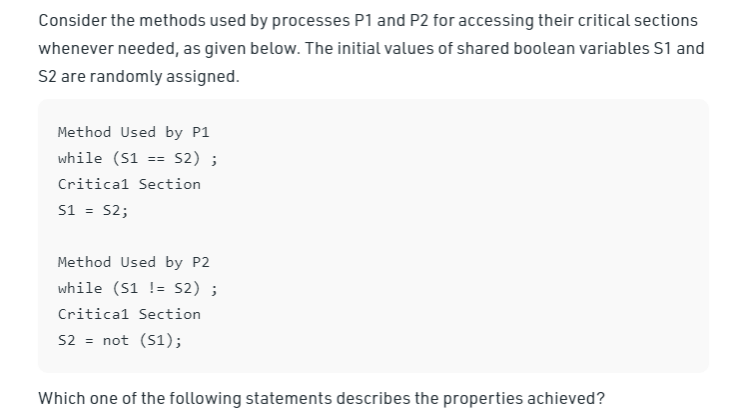 Consider the methods used by processes P1 and P2 for accessing their critical sections
whenever needed, as given below. The initial values of shared boolean variables S1 and
S2 are randomly assigned.
Method Used by P1
while (S1 == S2) ;
Critica1 Section
S1 = S2;
Method Used by P2
while (S1 != S2) ;
Critica1 Section
S2 = not (S1);
Which one of the following statements describes the properties achieved?